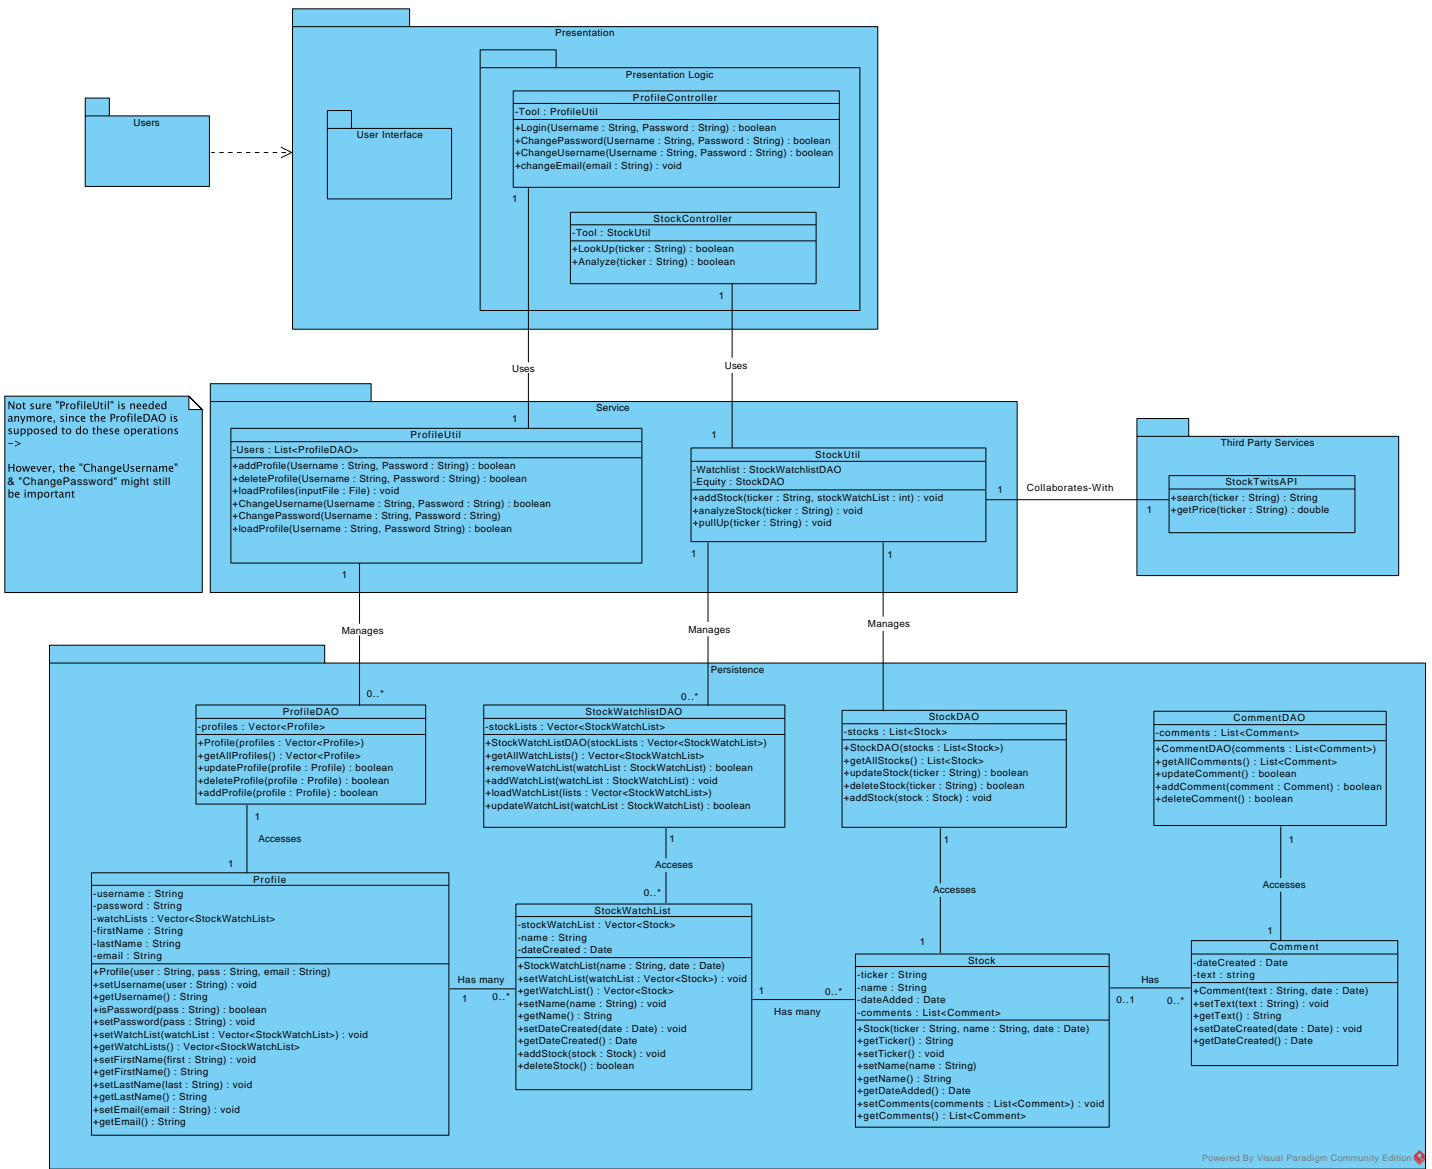 Presentation
Presentation Logic
ProfileController
-Tool : ProfileUtil
+Login(Username : String, Password : String) : boolean
+ChangePassword(Username : String, Password : String) : boolean
+ChangeUsername(Username : String, Password : String) : boolean
+changeEmail(email : String) : void
Users
User Interface
1
StockController
-Tool : StockUtil
+LookUp(ticker : String) : boolean
+Analyze(ticker : String) : boolean
1
Uses
Uses
Not sure "ProfileUtil" is needed
anymore, since the ProfileDAO is
supposed to do these operations
->
However, the "ChangeUsername"
& "ChangePassword" might still
be important
Service
1
1
ProfileUtil
-Users : List<ProfileDAO>
+addProfile(Username : String, Password : String) : boolean
+deleteProfile(Username : String, Password : String) : boolean
+loadProfiles(inputFile : File) : void
+ChangeUsername(Username : String, Password : String) : boolean
+ChangePassword(Username : String, Password : String)
+loadProfile(Username : String, Password String) : boolean
1
StockUtil
-Watchlist : StockWatchlistDAO
-Equity : StockDAO
+addStock(ticker : String, stockWatchList : int) : void
+analyzeStock(ticker : String) : void
+pullUp(ticker : String) : void
1
1
1
Collaborates-With
1
Third Party Services
StockTwitsAPI
+search(ticker : String) : String
+getPrice(ticker : String) : double
Manages
Manages
Manages
Persistence
0..*
0..*
ProfileDAO
-profiles : Vector<Profile>
+Profile(profiles : Vector<Profile>)
+getAllProfiles() : Vector<Profile>
+updateProfile(profile : Profile) : boolean
+deleteProfile(profile : Profile) : boolean
+addProfile(profile : Profile) : boolean
StockWatchlistDAO
-stockLists : Vector<StockWatchList>
+StockWatchListDAO(stockLists : Vector<StockWatchList>)
+getAllWatchLists() : Vector<StockWatchList>
+removeWatchList(watchList : StockWatchList) : boolean
+addWatchList(watchList : StockWatchList) : void
+loadWatchList(lists : Vector<StockWatchList>)
+updateWatchList(watchList : StockWatchList) : boolean
StockDAO
-stocks : List<Stock>
+StockDAO(stocks : List<Stock>)
+getAllStocks() : List<Stock>
+updateStock(ticker : String) : boolean
+deleteStock(ticker : String) : boolean
+addStock(stock : Stock) : void
CommentDAO
-comments : List<Comment>
+CommentDAO(comments : List<Comment>)
+getAllComments() : List<Comment>
+updateComment() : boolean
+addComment(comment : Comment) : boolean
+deleteComment() : boolean
1
Accesses
1
1
Acceses
0..*
1
Accesses
1
1
Accesses
1
Profile
-username : String
-password : String
-watchLists : Vector<StockWatchList>
-firstName : String
-lastName : String
-email : String
+Profile(user : String, pass : String, email : String)
+setUsername(user : String) : void
+getUsername() : String
+isPassword(pass : String) : boolean
+setPassword(pass : String) : void
+setWatchList(watchList : Vector<StockWatchList>) : void
+getWatchLists() : Vector<StockWatchList>
+setFirstName(first : String) : void
+getFirstName() : String
+setLastName(last : String) : void
+getLastName() : String
+setEmail(email : String) : void
+getEmail() : String
Has many
1
0..*
StockWatchList
-stockWatchList : Vector<Stock>
-name : String
-dateCreated : Date
+StockWatchList(name : String, date : Date)
+setWatchList(watchList : Vector<Stock>) : void
+getWatchList() : Vector<Stock>
+setName(name : String) : void
+getName() : String
+setDateCreated(date : Date) : void
+getDateCreated() : Date
+addStock(stock : Stock) : void
+deleteStock() : boolean
1
0..*
Has many
Stock
-ticker : String
-name : String
-dateAdded : Date
-comments : List<Comment>
+Stock(ticker : String, name : String, date : Date)
+getTicker() : String
+setTicker() : void
+setName(name : String)
+getName() : String
+getDateAdded() : Date
+setComments(comments : List<Comment>) : void
+getComments() : List<Comment>
Has
0..1
0..*
Comment
-dateCreated : Date
-text : string
+Comment(text : String, date : Date)
+setText(text : String) : void
+getText() : String
+setDateCreated(date : Date) : void
+getDateCreated() : Date
Powered By Visual Paradigm Community Edition